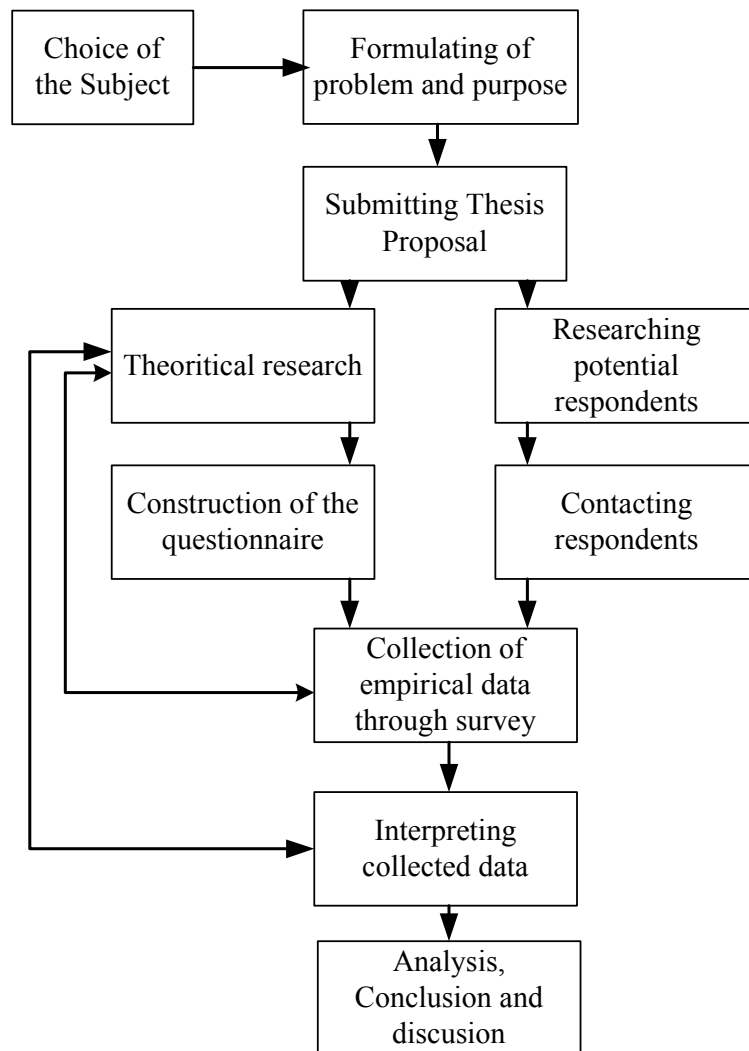 Choice of
the Subject
Formulating of
problem and purpose
Submitting Thesis
Proposal
Theoritical research
Researching
potential
respondents
Construction of the
questionnaire
Contacting
respondents
Collection of
empirical data
through survey
Interpreting
collected data
Analysis,
Conclusion and
discusion